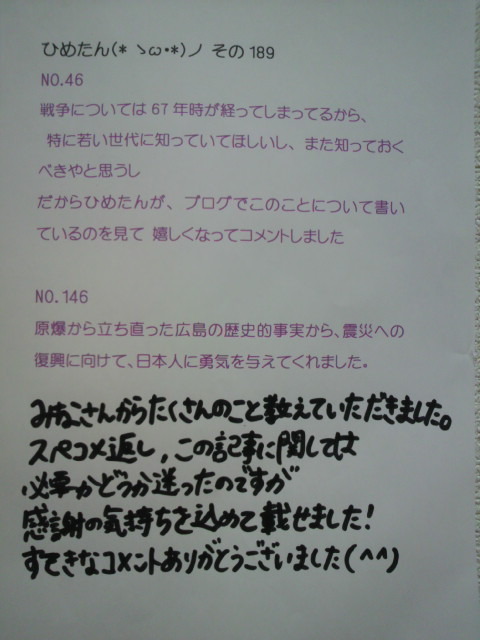 ひめたん(* ゝω・*)ノ その189
NO.46
戦争については67年時が経ってしまってるから、
特に若い世代に知っていてほしいし、また知っておく
べきやと思うし
だからひめたんが、ブログでこのことについて書い
ているのを見て 嬉しくなってコメントしました
NO.146
原爆から立ち直った広島の歴史的事実から、震災への
復興に向けて、日本人に勇気を与えてくれました。
みなさんからたくさんのこと教えていただきました。
スペコメ返し、この記事に関しては
必要かどうか迷ったのですが
感謝の気持ちを込めて載せました!
すてきなコメントありがとうございました(^^)